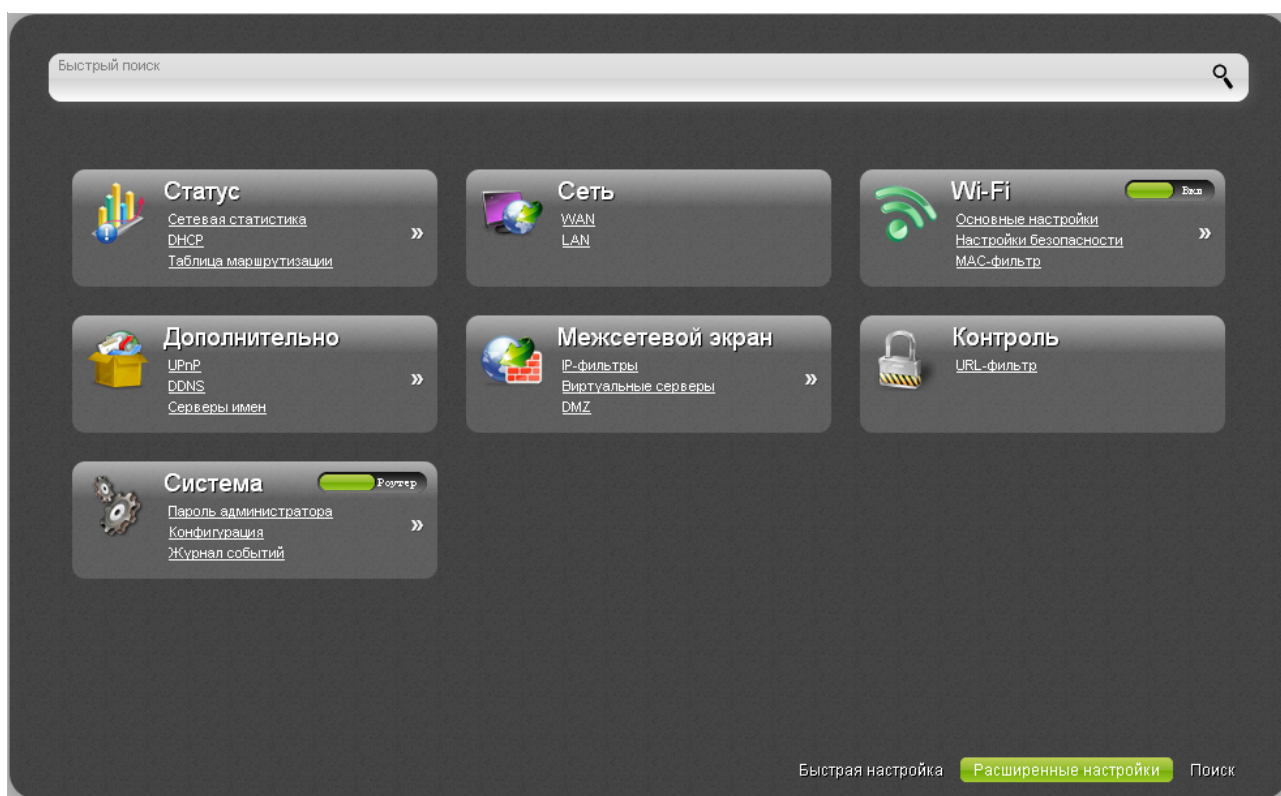 Быстрый поиск
Статус
Сетевая статистика
DHCP
Таблица маршрутизации
Сеть
WAN
LAN
Wi-Fi
Вкл
Основные настройки
Настройки безопасности
MAC-фильтр
Дополнительно
UPnP
DDNS
Серверы имен
Межсетевой экран
IP-фильтры
Виртуальные серверы
DMZ
Контроль
URL-фильтр
Система
Роутер
Пароль администратора
Конфигурация
Журнал событий
Быстрая настройка Расширенные настройки Поиск